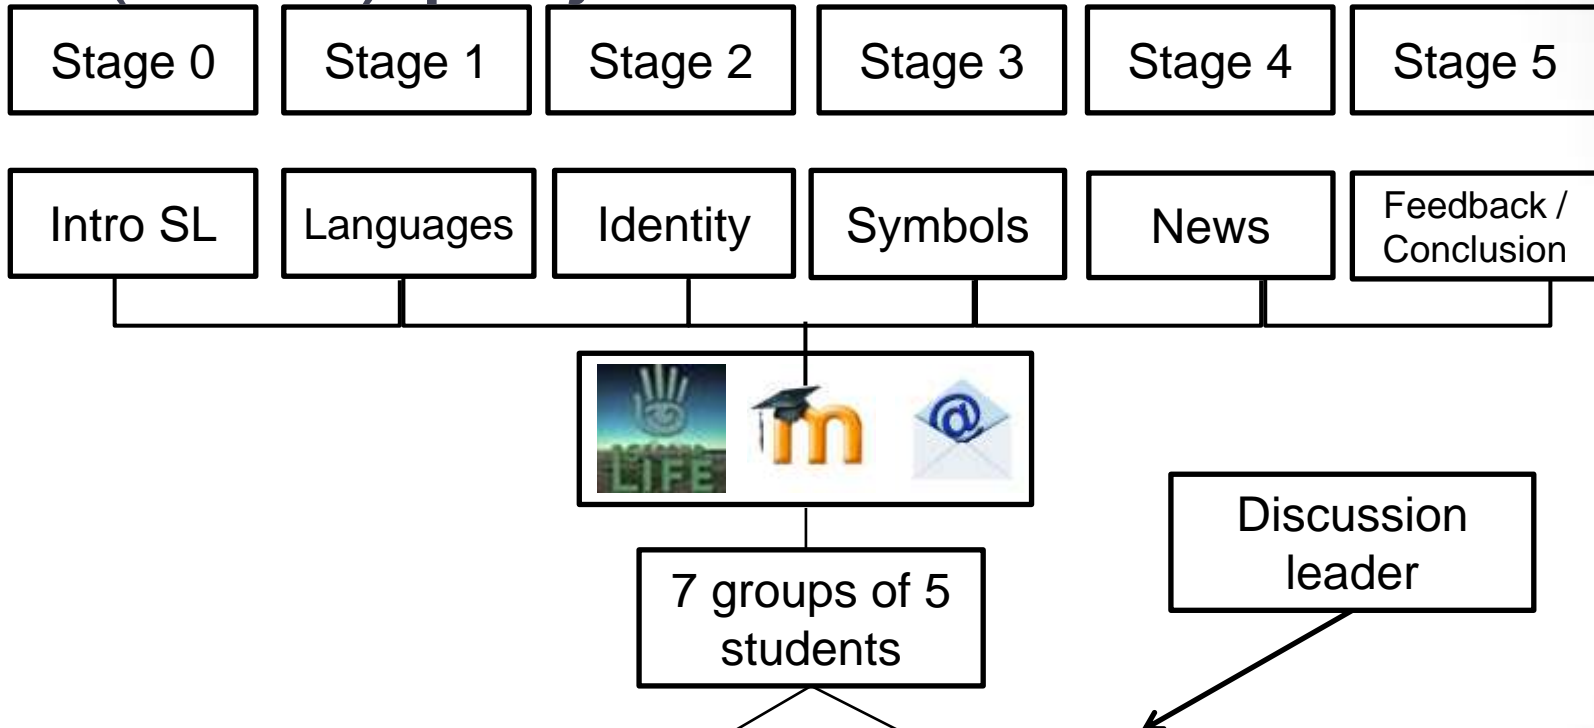 Stage 0
Stage 1
Stage 2
Stage 3
Stage 4
Stage 5
Intro SL
Languages
Identity
Symbols
News
Feedback /
Conclusion
LIFE
m
@
7 groups of 5
students
Discussion
leader